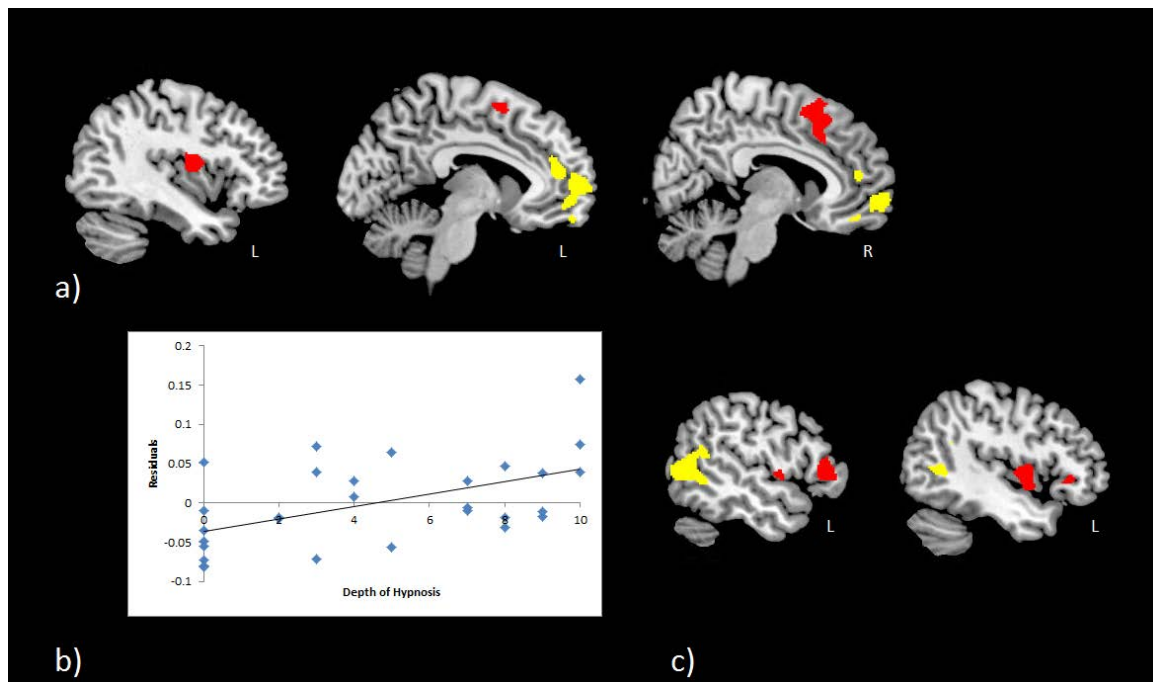 L
L
R
a)
0.2
0.15
0.1
0.05
0
-0.05
-0.1
Residuals
0
2
4
6
8
10
Depth of Hypnosis
L
L
b)
c)